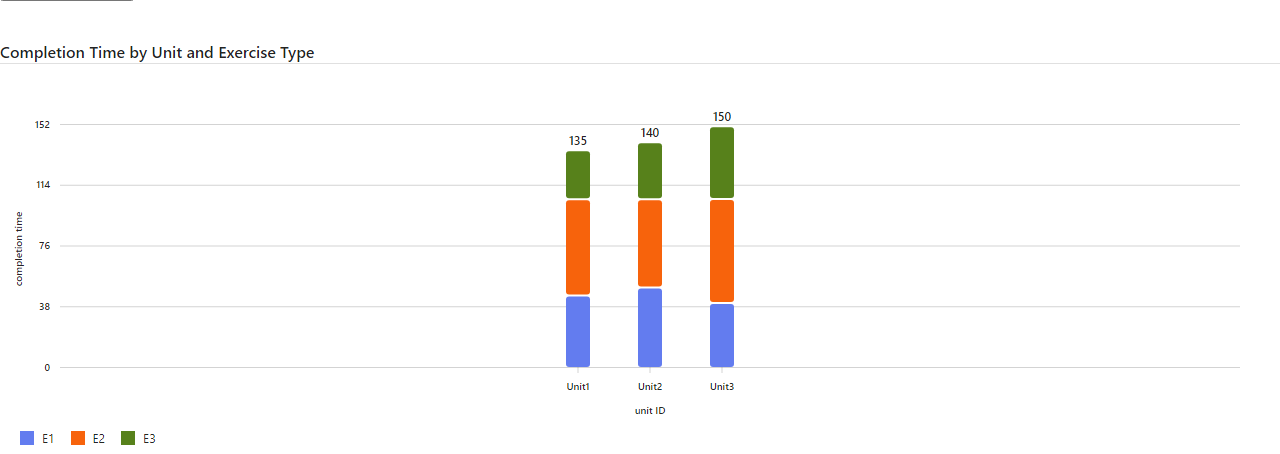 Completion Time by Unit and Exercise Type
152
114
76
38
0
completion time
135
140
150
Unit1
Unit2
Unit3
unit ID
E1
E2
E3